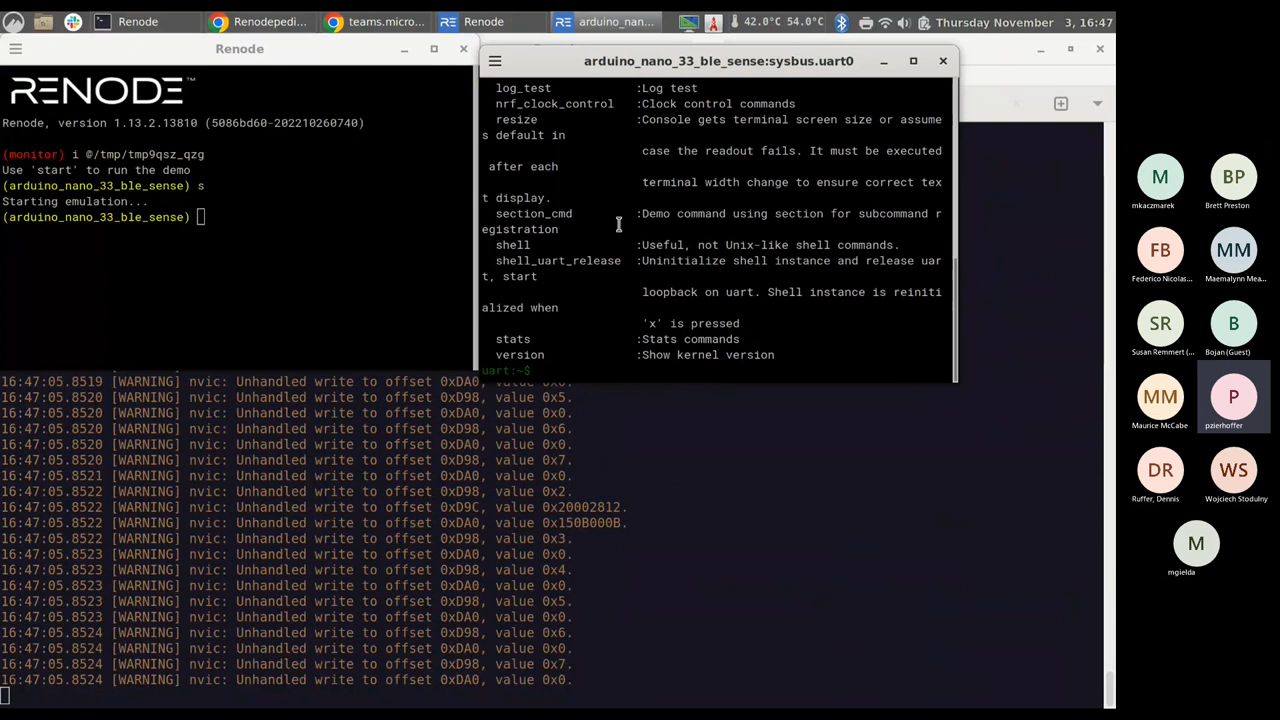 Renode
Renodepedi...
teams.micro...
Renode
arduino_nan...
42.0°C 54.0°C
Thursday November 3, 16:47
Renode
RENODE™
Renode, version 1.13.2.13810 (5086bd60-202210260740)
(monitor) i @/tmp/tmp9qsz_qzg
Use 'start' to run the demo
(arduino_nano_33_ble_sense) s
Starting emulation...
(arduino_nano_33_ble_sense)
arduino_nano_33_ble_sense:sysbus.uart0
log_test :Log test
nrf_clock_control :Clock control commands
resize :Console gets terminal screen size or assume
s default in
case the readout fails. It must be executed
after each
terminal width change to ensure correct tex
t display.
section_cmd :Demo command using section for subcommand r
egistration
shell :Useful, not Unix-like shell commands.
shell_uart_release :Uninitialize shell instance and release uar
t, start
loopback on uart. Shell instance is reiniti
alized when
'x' is pressed
stats :Stats commands
version :Show kernel version
uart:~$
16:47:05.8519 [WARNING] nvic: Unhandled write to offset 0xDA0, value 0x0.
16:47:05.8520 [WARNING] nvic: Unhandled write to offset 0xD98, value 0x5.
16:47:05.8520 [WARNING] nvic: Unhandled write to offset 0xDA0, value 0x0.
16:47:05.8520 [WARNING] nvic: Unhandled write to offset 0xD98, value 0x6.
16:47:05.8520 [WARNING] nvic: Unhandled write to offset 0xDA0, value 0x0.
16:47:05.8520 [WARNING] nvic: Unhandled write to offset 0xD98, value 0x7.
16:47:05.8521 [WARNING] nvic: Unhandled write to offset 0xDA0, value 0x0.
16:47:05.8522 [WARNING] nvic: Unhandled write to offset 0xD98, value 0x2.
16:47:05.8522 [WARNING] nvic: Unhandled write to offset 0xD9C, value 0x20002812.
16:47:05.8522 [WARNING] nvic: Unhandled write to offset 0xDA0, value 0x150B000B.
16:47:05.8522 [WARNING] nvic: Unhandled write to offset 0xD98, value 0x3.
16:47:05.8523 [WARNING] nvic: Unhandled write to offset 0xDA0, value 0x0.
16:47:05.8523 [WARNING] nvic: Unhandled write to offset 0xD98, value 0x4.
16:47:05.8523 [WARNING] nvic: Unhandled write to offset 0xDA0, value 0x0.
16:47:05.8523 [WARNING] nvic: Unhandled write to offset 0xD98, value 0x5.
16:47:05.8523 [WARNING] nvic: Unhandled write to offset 0xDA0, value 0x0.
16:47:05.8524 [WARNING] nvic: Unhandled write to offset 0xD98, value 0x6.
16:47:05.8524 [WARNING] nvic: Unhandled write to offset 0xDA0, value 0x0.
16:47:05.8524 [WARNING] nvic: Unhandled write to offset 0xD98, value 0x7.
16:47:05.8524 [WARNING] nvic: Unhandled write to offset 0xDA0, value 0x0.
M
mkaczmarek
BP
Brett Preston
FB
Federico Nicolas...
MM
Maemalynn Mea...
SR
Susan Remmert (...
B
Bojan (Guest)
MM
Maurice McCabe
P
pzierhoffer
DR
Ruffer, Dennis
WS
Wojciech Stodulny
M
mgielda